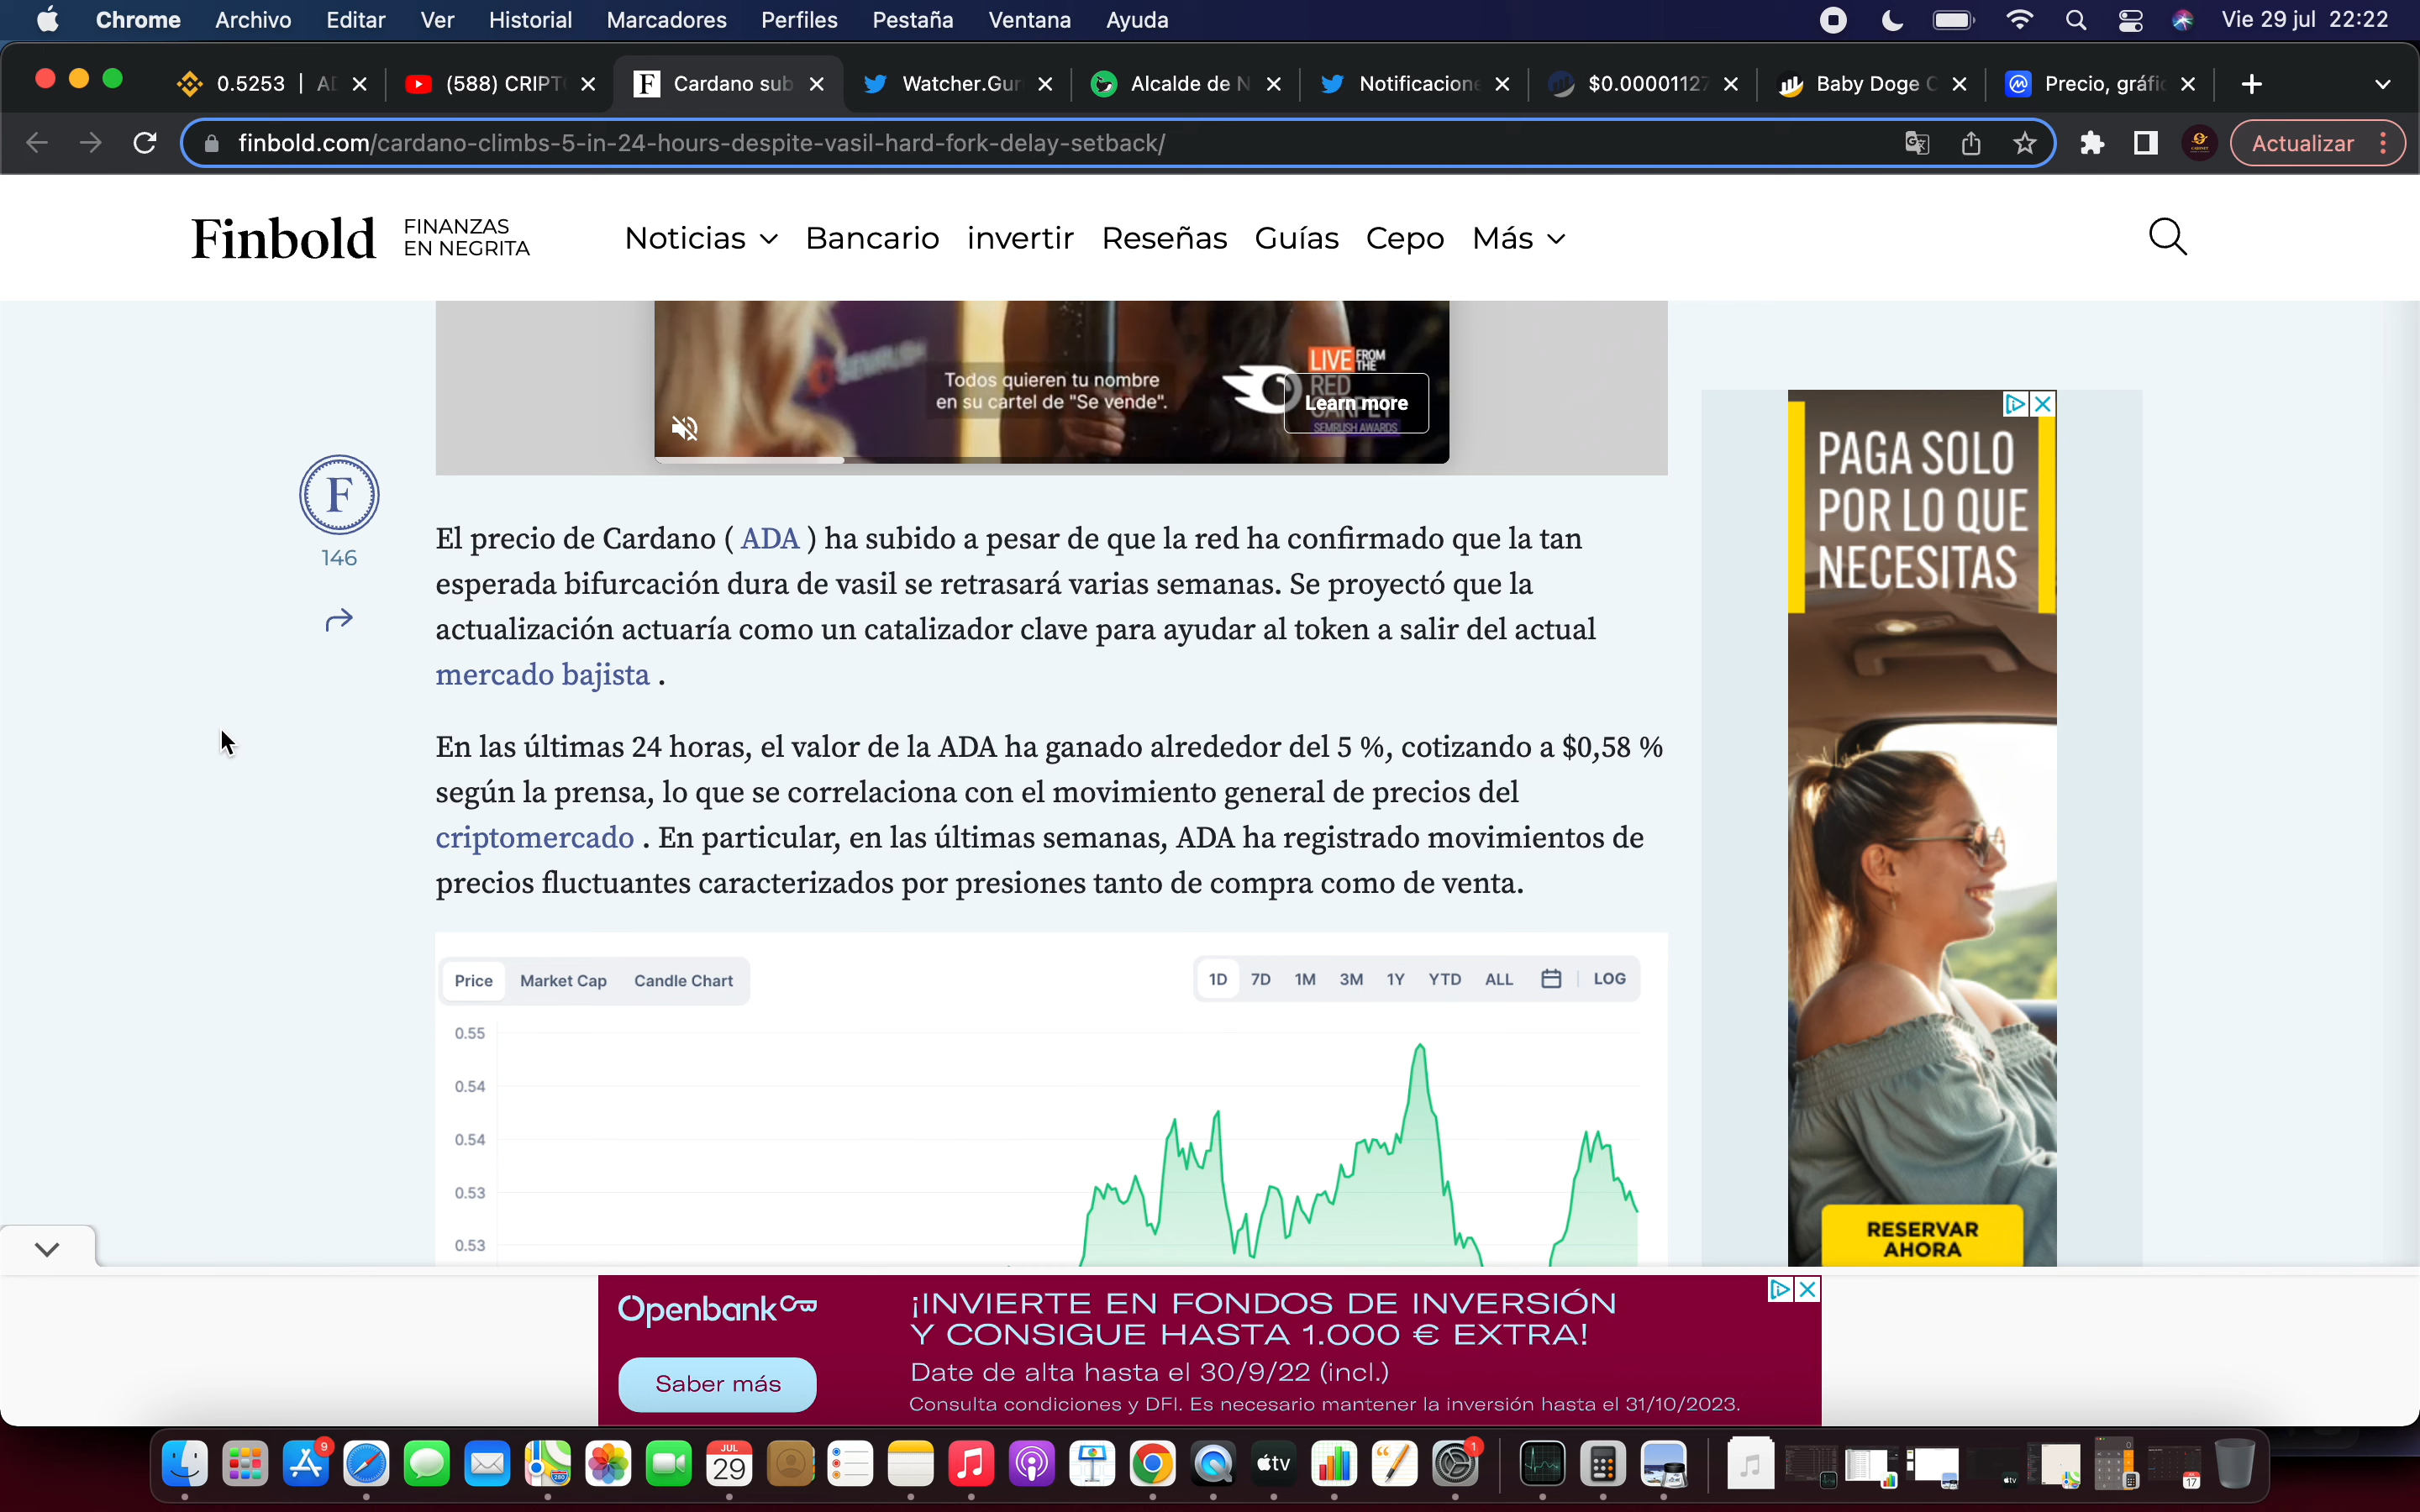 Chrome Archivo Editar Ver Historial Marcadores Perfiles Pestaña Ventana Ayuda Vie 29 jul 22:22
0.5253 | (588) CRIPT Cardano sub Watcher.Gur Alcalde de N Notificacione $0.00001127 Baby Doge C Precio, gráfic
finbold.com/cardano-climbs-5-in-24-hours-despite-vasil-hard-fork-delay-setback/ Actualizar
Finbold FINANZAS
EN NEGRITA
Noticias Bancario invertir Reseñas Guías Cepo Más
Todos quieren tu nombre
en su cartel de "Se vende".
LIVE FROM THE
RED
CARPET
SEMRUSH AWARDS
Learn more
F
146
El precio de Cardano ( ADA ) ha subido a pesar de que la red ha confirmado que la tan
esperada bifurcación dura de vasil se retrasará varias semanas. Se proyectó que la
actualización actuaría como un catalizador clave para ayudar al token a salir del actual
mercado bajista .
En las últimas 24 horas, el valor de la ADA ha ganado alrededor del 5 %, cotizando a $0,58 %
según la prensa, lo que se correlaciona con el movimiento general de precios del
criptomercado . En particular, en las últimas semanas, ADA ha registrado movimientos de
precios fluctuantes caracterizados por presiones tanto de compra como de venta.
Price Market Cap Candle Chart 1D 7D 1M 3M 1Y YTD ALL LOG
0.55
0.54
0.54
0.53
0.53
PAGA SOLO
POR LO QUE
NECESITAS
RESERVAR
AHORA
Openbank
Saber más
¡INVIERTE EN FONDOS DE INVERSIÓN
Y CONSIGUE HASTA 1.000 € EXTRA!
Date de alta hasta el 30/9/22 (incl.)
Consulta condiciones y DFI. Es necesario mantener la inversión hasta el 31/10/2023.
9
JUL
29
tv
1
17